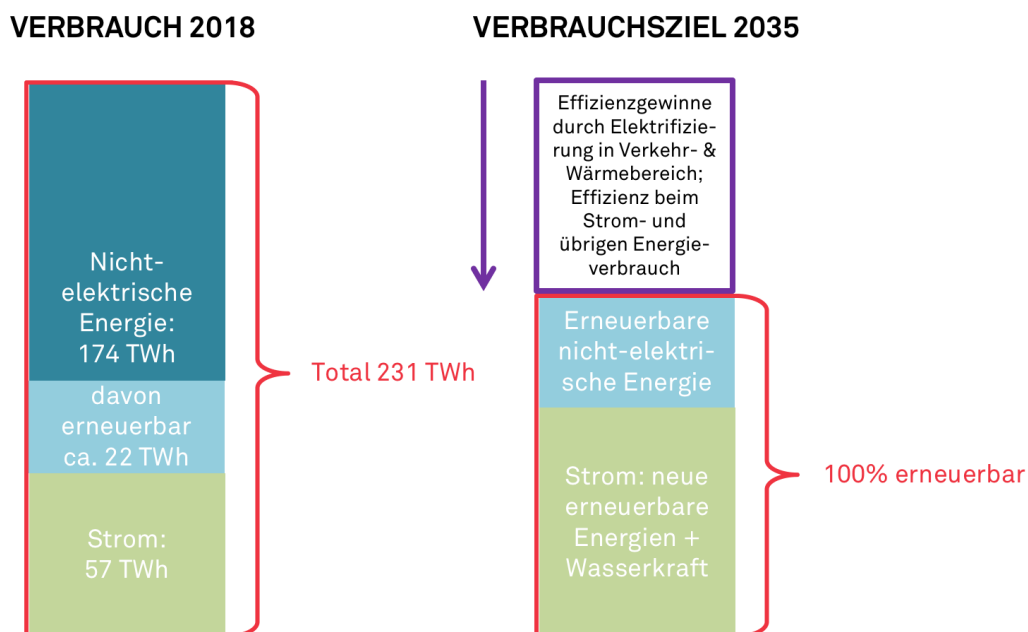 VERBRAUCH 2018
Nicht-
elektrische
Energie:
174 TWh
davon
erneuerbar
ca. 22 TWh
Strom:
57 TWh
Total 231 TWh
VERBRAUCHSZIEL 2035
Effizienzgewinne
durch Elektrifizie-
rung in Verkehr- &
Wärmebereich;
Effizienz beim
Strom- und
übrigen Energie-
verbrauch
Erneuerbare
nicht-elektri-
sche Energie
Strom: neue
erneuerbare
Energien +
Wasserkraft
100% erneuerbar